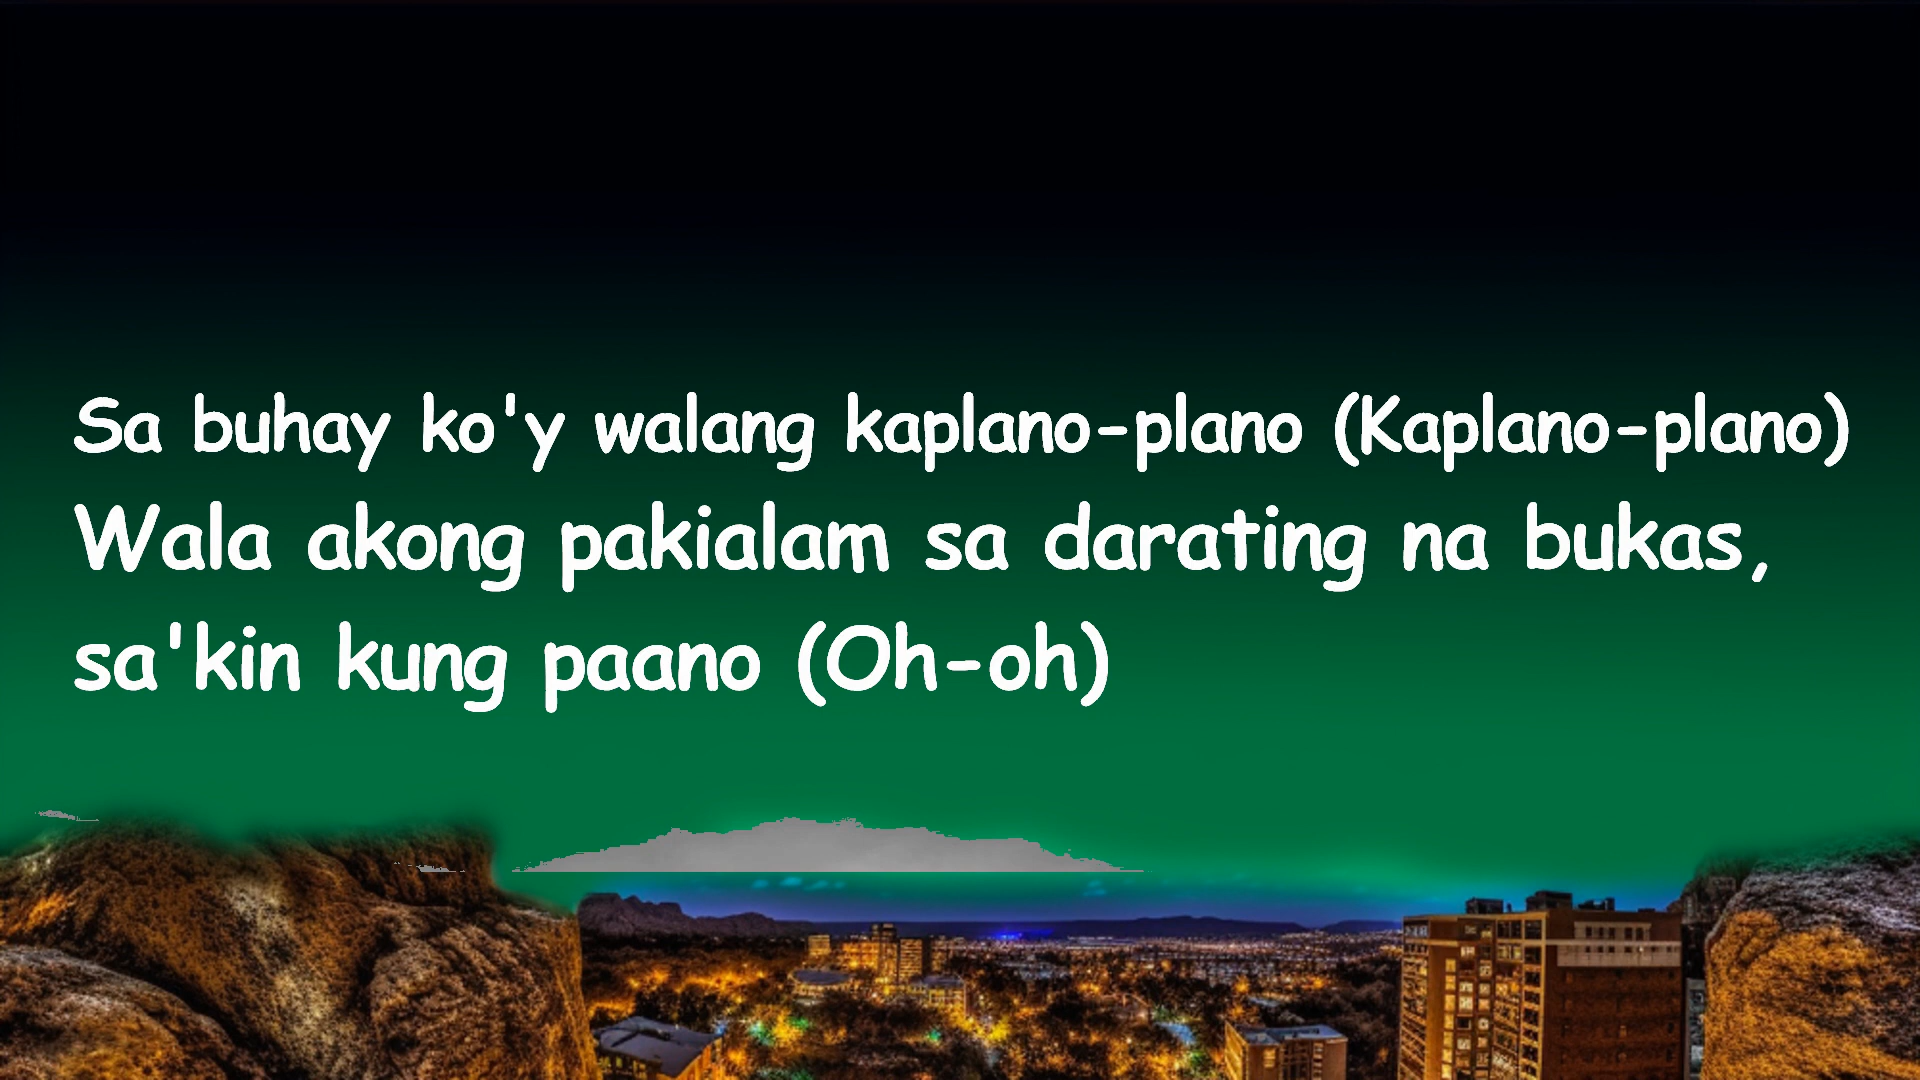 Sa buhay ko'y walang kaplano-plano (Kaplano-plano)
Wala akong pakialam sa darating na bukas,
sa'kin kung paano (Oh-oh)